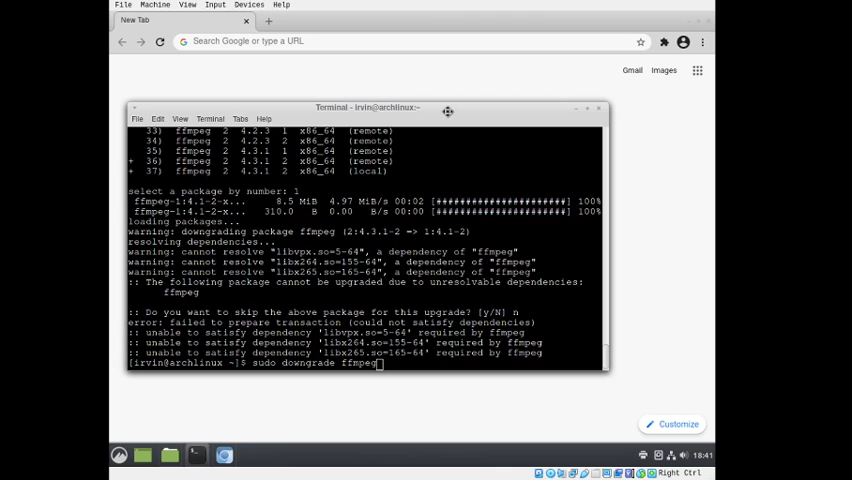 File Machine View Input Devices Help
New Tab
Search Google or type a URL
Gmail Images
Terminal - irvin@archlinux:~
File Edit View Terminal Tabs Help
33) ffmpeg 2 4.2.3 1 x86_64 (remote)
34) ffmpeg 2 4.2.3 2 x86_64 (remote)
35) ffmpeg 2 4.3.1 1 x86_64 (remote)
+ 36) ffmpeg 2 4.3.1 2 x86_64 (remote)
+ 37) ffmpeg 2 4.3.1 2 x86_64 (local)
select a package by number: 1
ffmpeg-1:4.1-2-x... 8.5 MiB 4.97 MiB/s 00:02 [######################] 100%
ffmpeg-1:4.1-2-x... 310.0 B 0.00 B/s 00:00 [######################] 100%
loading packages...
warning: downgrading package ffmpeg (2:4.3.1-2 => 1:4.1-2)
resolving dependencies...
warning: cannot resolve "libvpx.so=5-64", a dependency of "ffmpeg"
warning: cannot resolve "libx264.so=155-64", a dependency of "ffmpeg"
warning: cannot resolve "libx265.so=165-64", a dependency of "ffmpeg"
:: The following package cannot be upgraded due to unresolvable dependencies:
ffmpeg
:: Do you want to skip the above package for this upgrade? [y/N] n
error: failed to prepare transaction (could not satisfy dependencies)
:: unable to satisfy dependency 'libvpx.so=5-64' required by ffmpeg
:: unable to satisfy dependency 'libx264.so=155-64' required by ffmpeg
:: unable to satisfy dependency 'libx265.so=165-64' required by ffmpeg
[irvin@archlinux ~]$ sudo downgrade ffmpeg
Customize
18:41
Right Ctrl